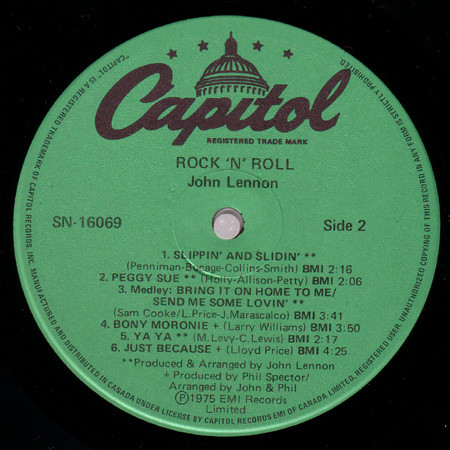 Capitol
REGISTERED TRADE MARK
ROCK 'N' ROLL
John Lennon
SN-16069
Side 2
1. SLIPPIN' AND SLIDIN' **
(Penniman-Bocage-Collins-Smith) BMI 2:16
2. PEGGY SUE ** (Holly-Allison-Petty) BMI 2:06
3. Medley: BRING IT ON HOME TO ME/
SEND ME SOME LOVIN' **
(Sam Cooke/L.Price-J.Marascalco) BMI 3:41
4. BONY MORONIE + (Larry Williams) BMI 3:50
5. YA YA ** (M.Levy-C.Lewis) BMI 2:17
6. JUST BECAUSE + (Lloyd Price) BMI 4:25
**Produced & Arranged by John Lennon
+ Produced by Phil Spector/
Arranged by John & Phil
Ⓟ1975 EMI Records
Limited.
"CAPITOL" IS A REGISTERED TRADEMARK OF CAPITOL RECORDS, INC. MANUFACTURED AND DISTRIBUTED IN CANADA UNDER LICENSE BY CAPITOL RECORDS EMI OF CANADA LIMITED. REGISTERED USER. UNAUTHORIZED COPYING OF THIS RECORD IN ANY FORM IS STRICTLY PROHIBITED